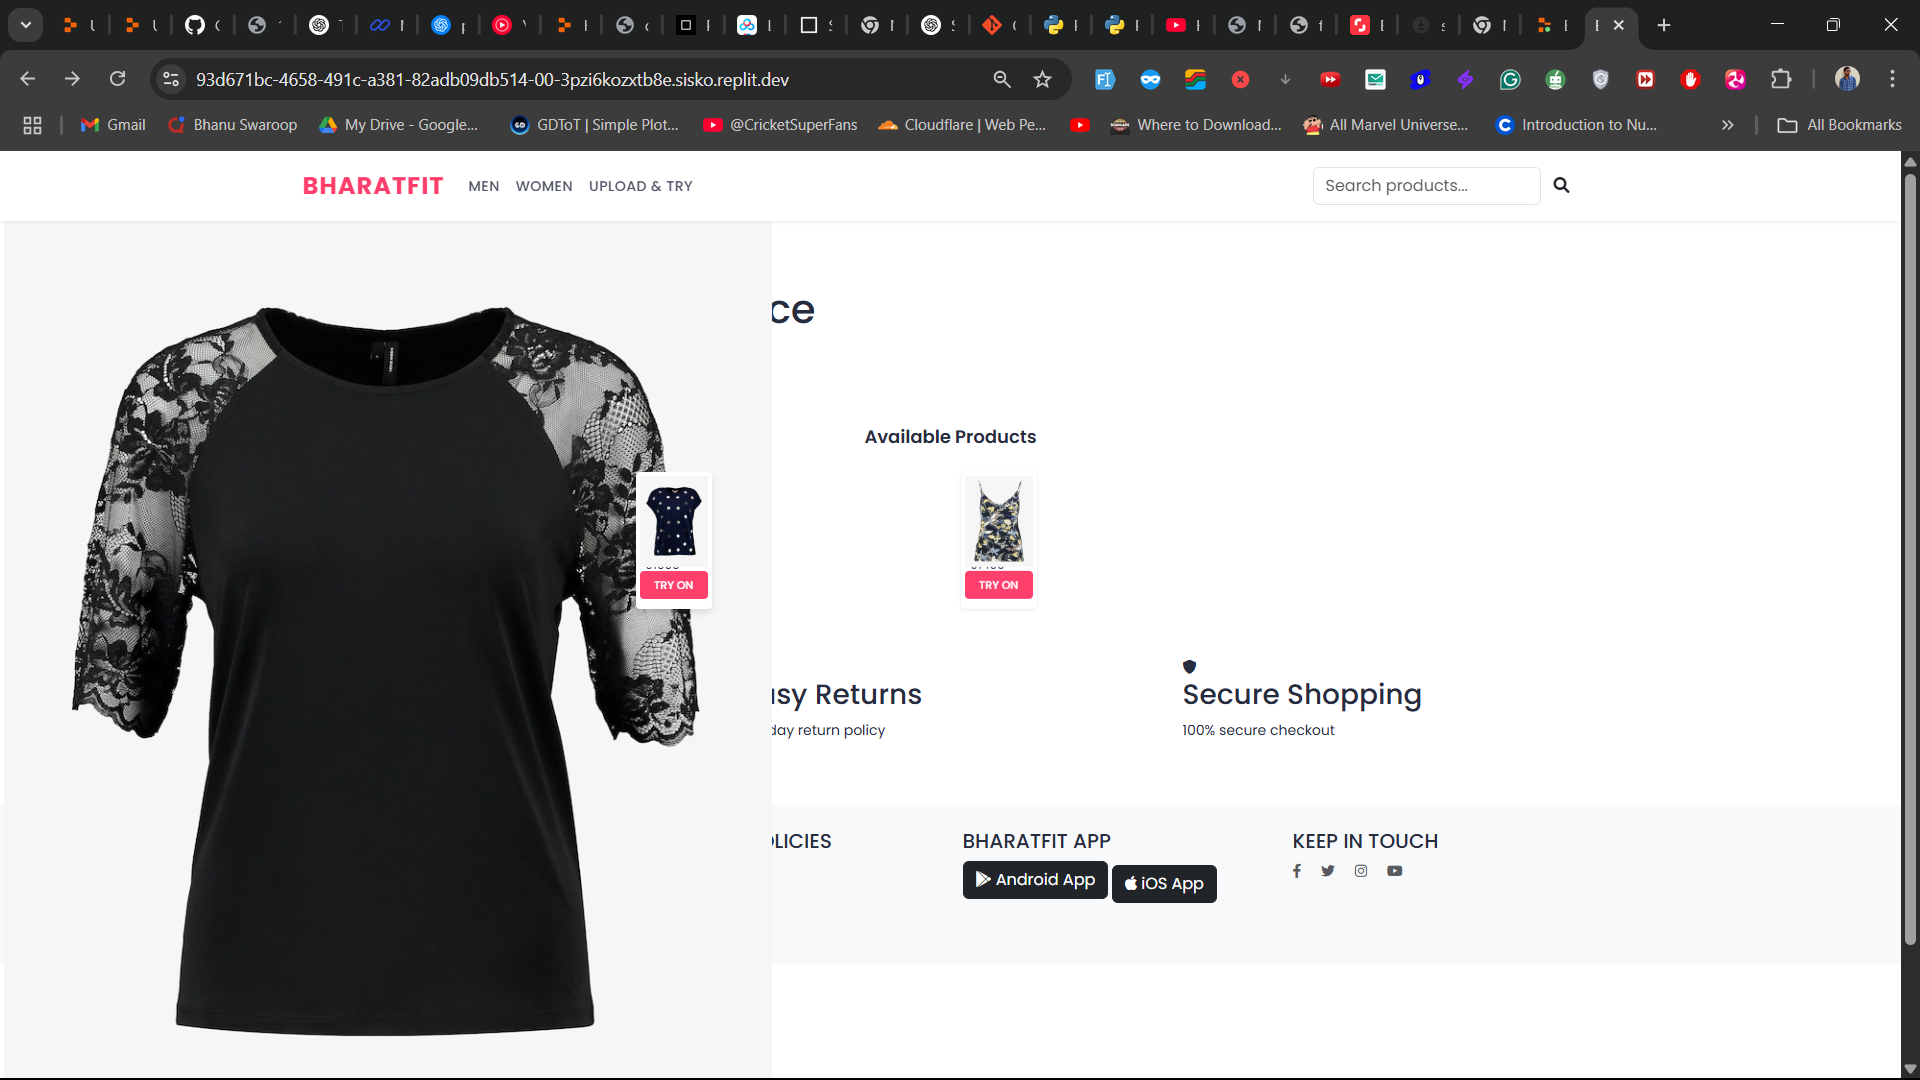 93d671bc-4658-491c-a381-82adb09db514-00-3pzi6kozxtb8e.sisko.replit.dev
Gmail
Bhanu Swaroop
My Drive - Google...
GDToT | Simple Plot...
@CricketSuperFans
Cloudflare | Web Pe...
Where to Download...
All Marvel Universe...
Introduction to Nu...
All Bookmarks
BHARATFIT
MEN
WOMEN
UPLOAD & TRY
Search products...
ce
Available Products
TRY ON
TRY ON
sy Returns
Secure Shopping
day return policy
100% secure checkout
LICIES
BHARATFIT APP
KEEP IN TOUCH
Android App
iOS App